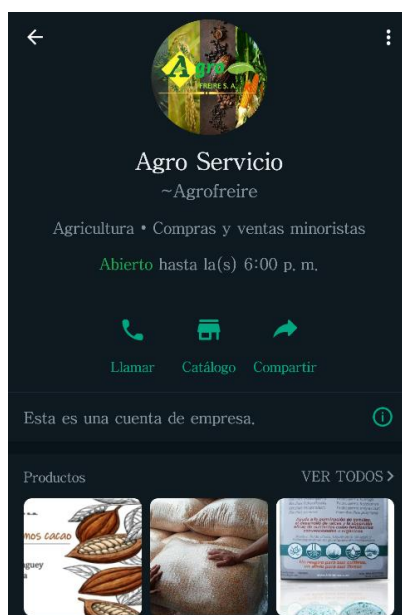 Agro
FREIRE S. A.
Agro Servicio
~Agrofreire
Agricultura • Compras y ventas minoristas
Abierto hasta la(s) 6:00 p. m.
Llamar Catálogo Compartir
Esta es una cuenta de empresa.
Productos VER TODOS >
mos cacao